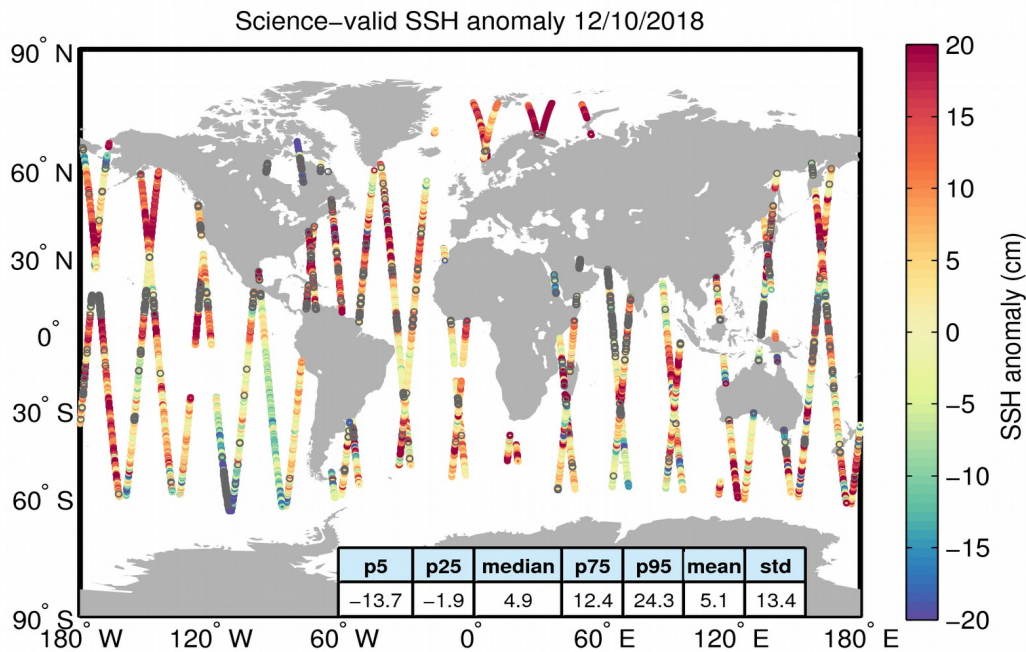 Science−valid SSH anomaly 12/10/2018
90° N
60° N
30° N
0°
30° S
60° S
90° S
180° W
120° W
60° W
0°
60° E
120° E
180° E
p5 p25 median p75 p95 mean std
−13.7 −1.9 4.9 12.4 24.3 5.1 13.4
20
15
10
5
0
−5
−10
−15
−20
SSH anomaly (cm)